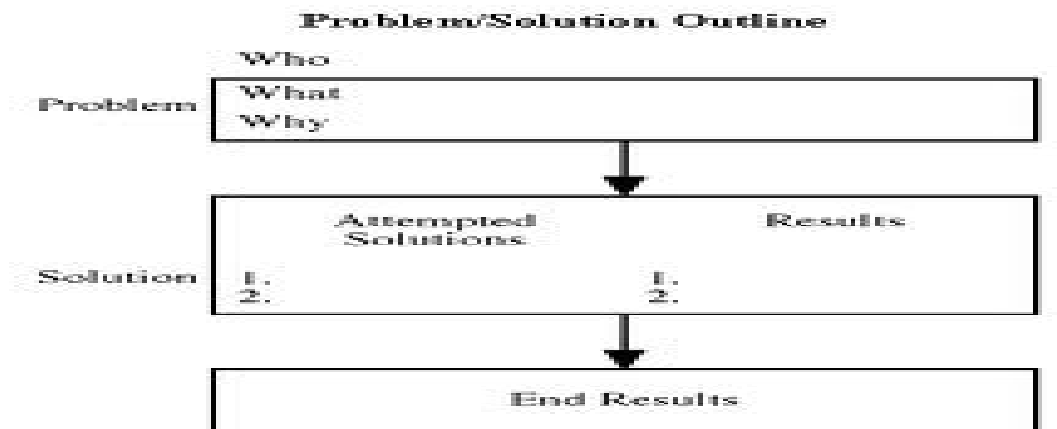 Problem/Solution Outline
Who
Problem
What
Why
Attempted
Solutions
Results
Solution
1.
2.
1.
2.
End Results